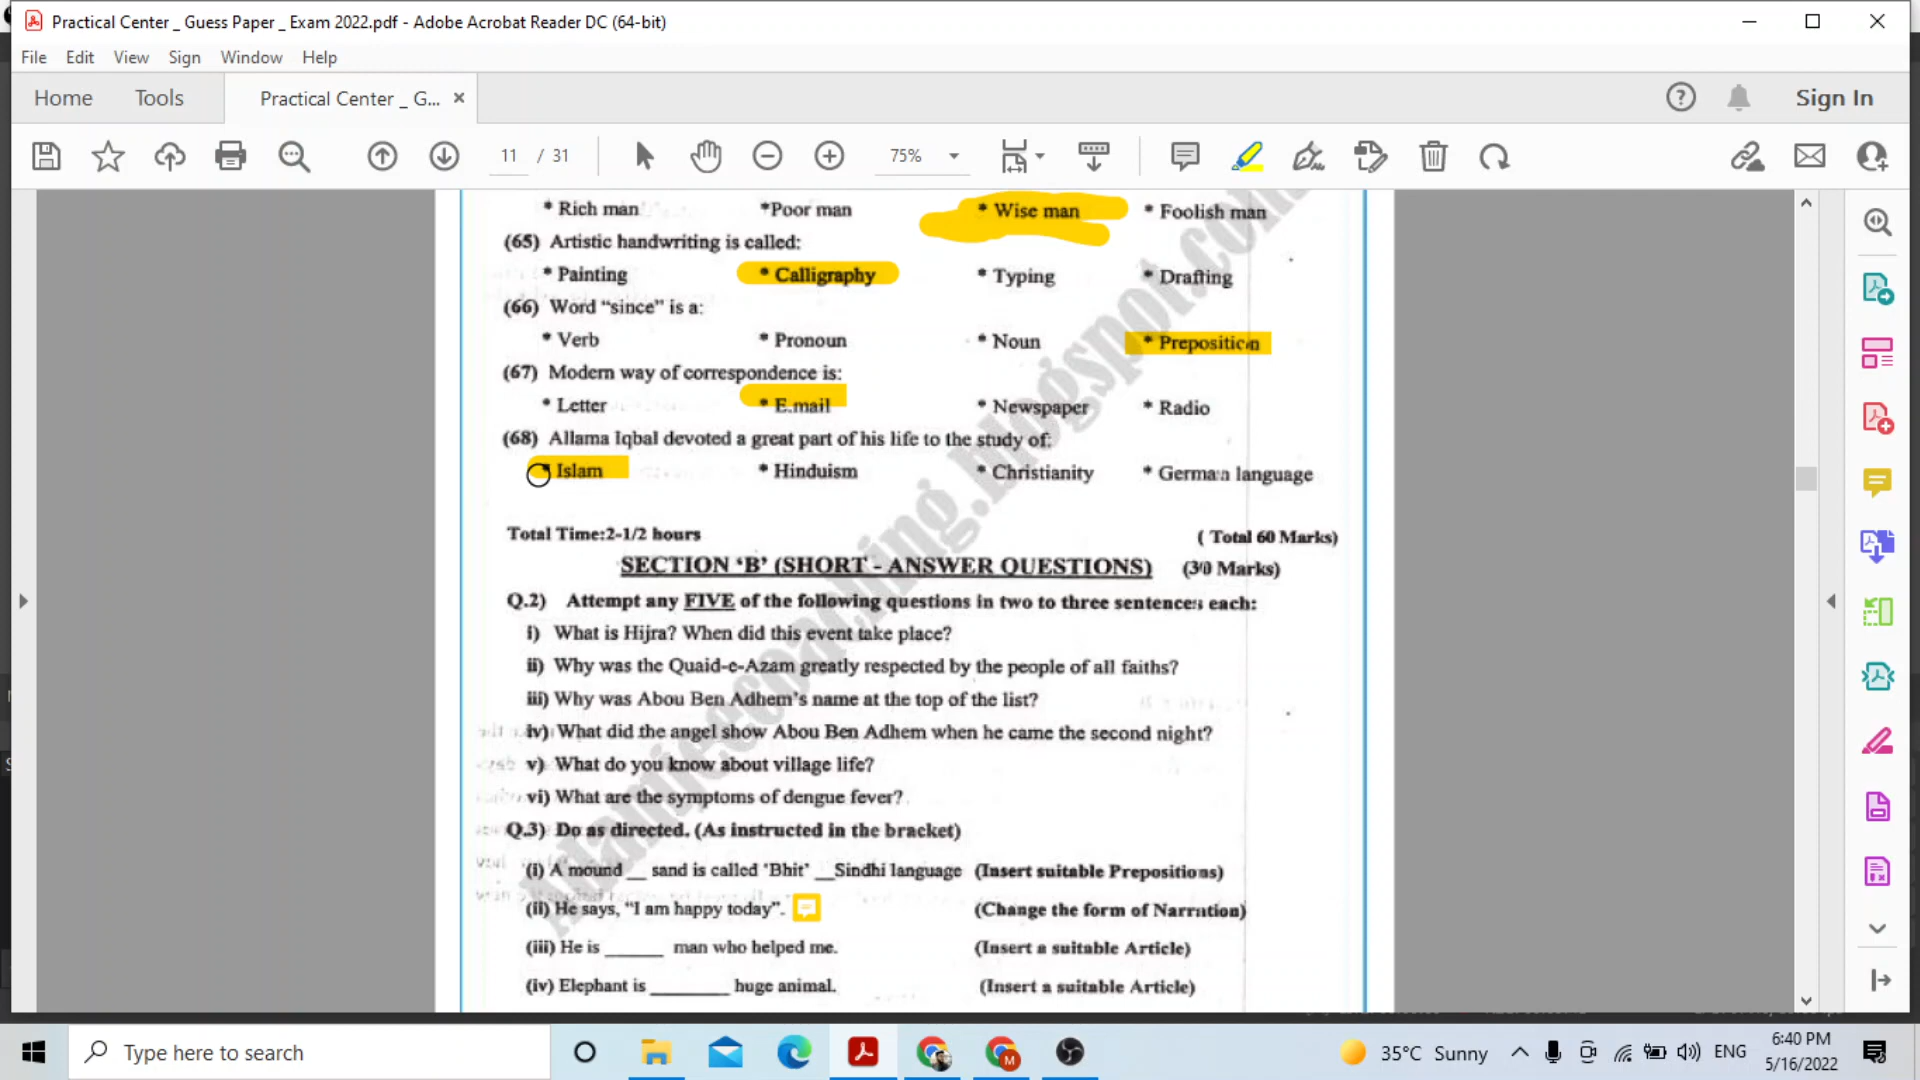 Practical Center _ Guess Paper _ Exam 2022.pdf - Adobe Acrobat Reader DC (64-bit)
File Edit View Sign Window Help
Home Tools Practical Center _ G... Sign In
11 / 31 75%
* Rich man *Poor man * Wise man * Foolish man
(65) Artistic handwriting is called:
* Painting * Calligraphy * Typing * Drafting
(66) Word “since” is a:
* Verb * Pronoun * Noun * Preposition
(67) Modern way of correspondence is:
* Letter * E.mail * Newspaper * Radio
(68) Allama Iqbal devoted a great part of his life to the study of:
* Islam * Hinduism * Christianity * German language
Total Time:2-1/2 hours ( Total 60 Marks)
SECTION ‘B’ (SHORT - ANSWER QUESTIONS) (30 Marks)
Q.2) Attempt any FIVE of the following questions in two to three sentences each:
i) What is Hijra? When did this event take place?
ii) Why was the Quaid-e-Azam greatly respected by the people of all faiths?
iii) Why was Abou Ben Adhem’s name at the top of the list?
iv) What did the angel show Abou Ben Adhem when he came the second night?
v) What do you know about village life?
vi) What are the symptoms of dengue fever?
Q.3) Do as directed. (As instructed in the bracket)
(i) A mound __ sand is called ‘Bhit’ __Sindhi language (Insert suitable Prepositions)
(ii) He says, “I am happy today”. (Change the form of Narration)
(iii) He is ______ man who helped me. (Insert a suitable Article)
(iv) Elephant is ________ huge animal. (Insert a suitable Article)
Adamjeecoaching.blogspot.com
Type here to search
35°C Sunny ENG 6:40 PM
5/16/2022